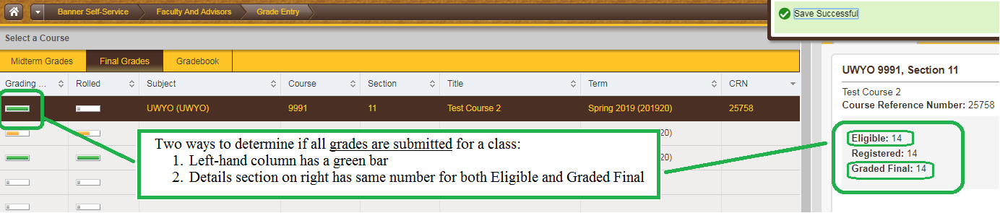 Banner Self-Service Faculty And Advisors Grade Entry
Save Successful
Select a Course
Midterm Grades Final Grades Gradebook
Grading ... Rolled Subject Course Section Title Term CRN
UWYO (UWYO) 9991 11 Test Course 2 Spring 2019 (201920) 25758
20)
20)
Two ways to determine if all grades are submitted for a class:
1. Left-hand column has a green bar
2. Details section on right has same number for both Eligible and Graded Final
UWYO 9991, Section 11
Test Course 2
Course Reference Number: 25758
Eligible: 14
Registered: 14
Graded Final: 14